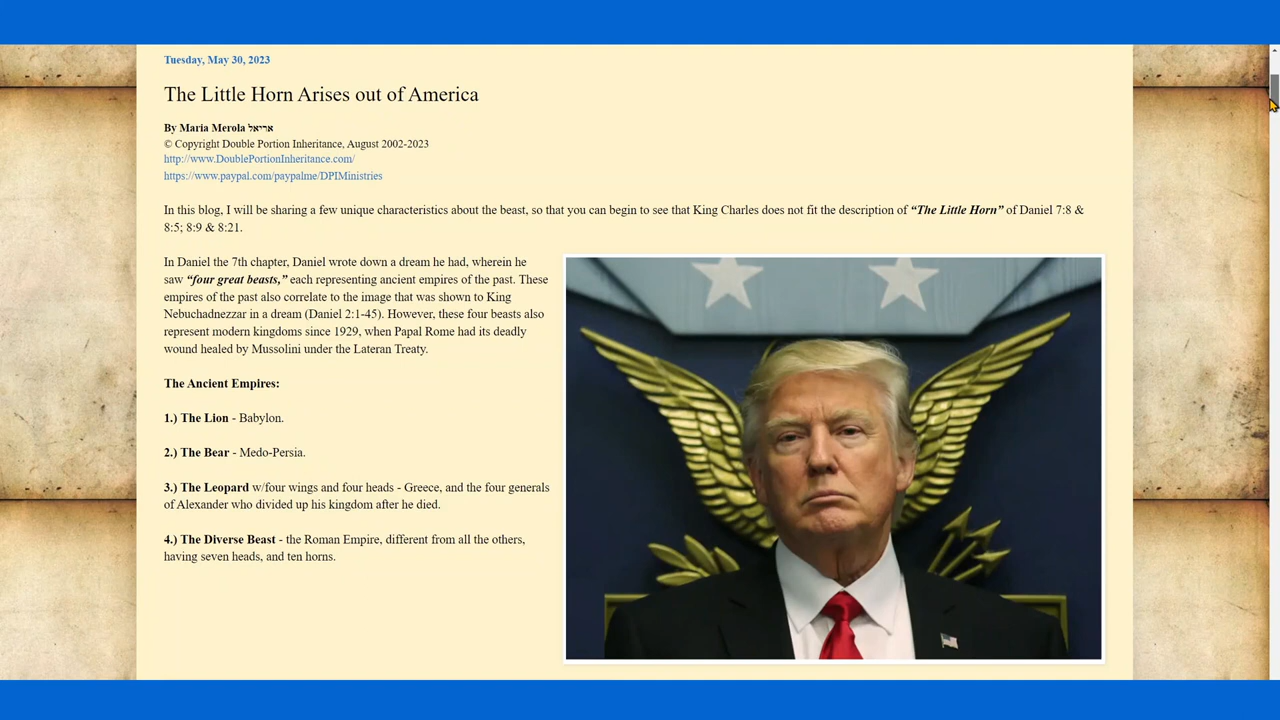 Tuesday, May 30, 2023
The Little Horn Arises out of America
By Maria Merola אריאל
© Copyright Double Portion Inheritance, August 2002-2023
http://www.DoublePortionInheritance.com/
https://www.paypal.com/paypalme/DPIMinistries
In this blog, I will be sharing a few unique characteristics about the beast, so that you can begin to see that King Charles does not fit the description of “The Little Horn” of Daniel 7:8 &
8:5; 8:9 & 8:21.
In Daniel the 7th chapter, Daniel wrote down a dream he had, wherein he
saw “four great beasts,” each representing ancient empires of the past. These
empires of the past also correlate to the image that was shown to King
Nebuchadnezzar in a dream (Daniel 2:1-45). However, these four beasts also
represent modern kingdoms since 1929, when Papal Rome had its deadly
wound healed by Mussolini under the Lateran Treaty.
The Ancient Empires:
1.) The Lion - Babylon.
2.) The Bear - Medo-Persia.
3.) The Leopard w/four wings and four heads - Greece, and the four generals
of Alexander who divided up his kingdom after he died.
4.) The Diverse Beast - the Roman Empire, different from all the others,
having seven heads, and ten horns.